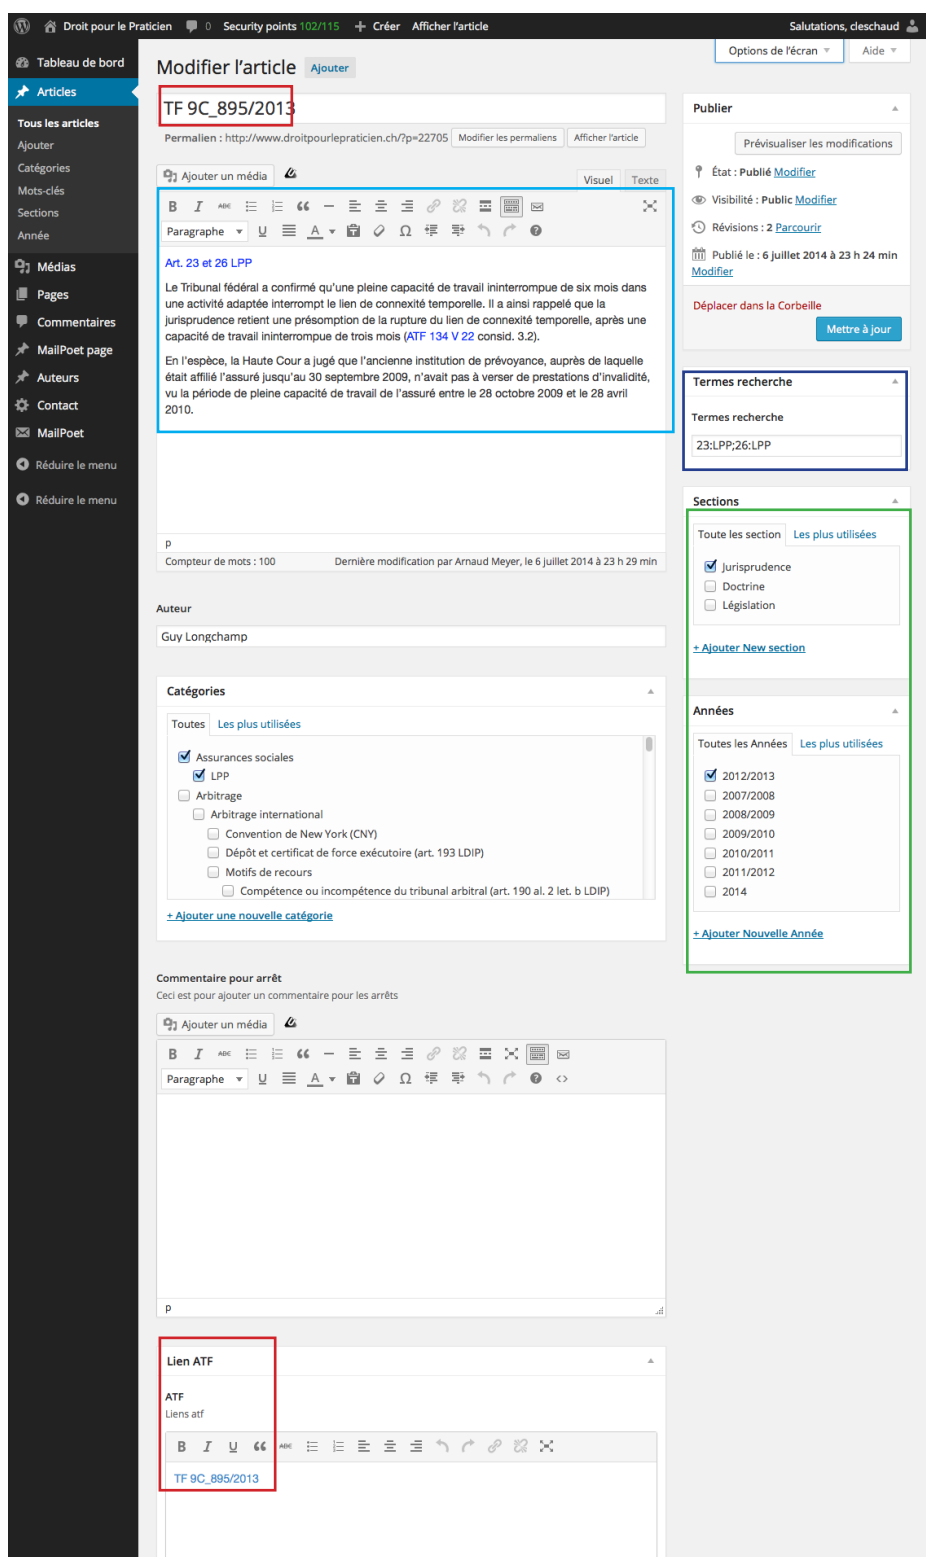 Droit pour le Praticien 0 Security points 102/115 + Créer Afficher l'article Salutations, cleschaud
Options de l'écran Aide
Tableau de bord
Articles
Tous les articles
Ajouter
Catégories
Mots-clés
Sections
Année
Médias
Pages
Commentaires
MailPoet page
Auteurs
Contact
MailPoet
Réduire le menu
Réduire le menu
Modifier l'article Ajouter
TF 9C_895/2013
Permalien : http://www.droitpourlepraticien.ch/?p=22705 Modifier les permaliens Afficher l'article
Ajouter un média
Visuel Texte
B I ABC
Paragraphe U A Ω
Art. 23 et 26 LPP
Le Tribunal fédéral a confirmé qu'une pleine capacité de travail ininterrompue de six mois dans
une activité adaptée interrompt le lien de connexité temporelle. Il a ainsi rappelé que la
jurisprudence retient une présomption de la rupture du lien de connexité temporelle, après une
capacité de travail ininterrompue de trois mois (ATF 134 V 22 consid. 3.2).
En l'espèce, la Haute Cour a jugé que l'ancienne institution de prévoyance, auprès de laquelle
était affilié l'assuré jusqu'au 30 septembre 2009, n'avait pas à verser de prestations d'invalidité,
vu la période de pleine capacité de travail de l'assuré entre le 28 octobre 2009 et le 28 avril
2010.
p
Compteur de mots : 100 Dernière modification par Arnaud Meyer, le 6 juillet 2014 à 23 h 29 min
Auteur
Guy Longchamp
Catégories
Toutes Les plus utilisées
Assurances sociales
LPP
Arbitrage
Arbitrage international
Convention de New York (CNY)
Dépôt et certificat de force exécutoire (art. 193 LDIP)
Motifs de recours
Compétence ou incompétence du tribunal arbitral (art. 190 al. 2 let. b LDIP)
+ Ajouter une nouvelle catégorie
Commentaire pour arrêt
Ceci est pour ajouter un commentaire pour les arrêts
Ajouter un média
B I ABC
Paragraphe U A Ω
p
Lien ATF
ATF
Liens atf
B I U ABC
TF 9C_895/2013
Publier
Prévisualiser les modifications
État : Publié Modifier
Visibilité : Public Modifier
Révisions : 2 Parcourir
Publié le : 6 juillet 2014 à 23 h 24 min
Modifier
Déplacer dans la Corbeille
Mettre à jour
Termes recherche
Termes recherche
23:LPP;26:LPP
Sections
Toute les section Les plus utilisées
Jurisprudence
Doctrine
Législation
+ Ajouter New section
Années
Toutes les Années Les plus utilisées
2012/2013
2007/2008
2008/2009
2009/2010
2010/2011
2011/2012
2014
+ Ajouter Nouvelle Année